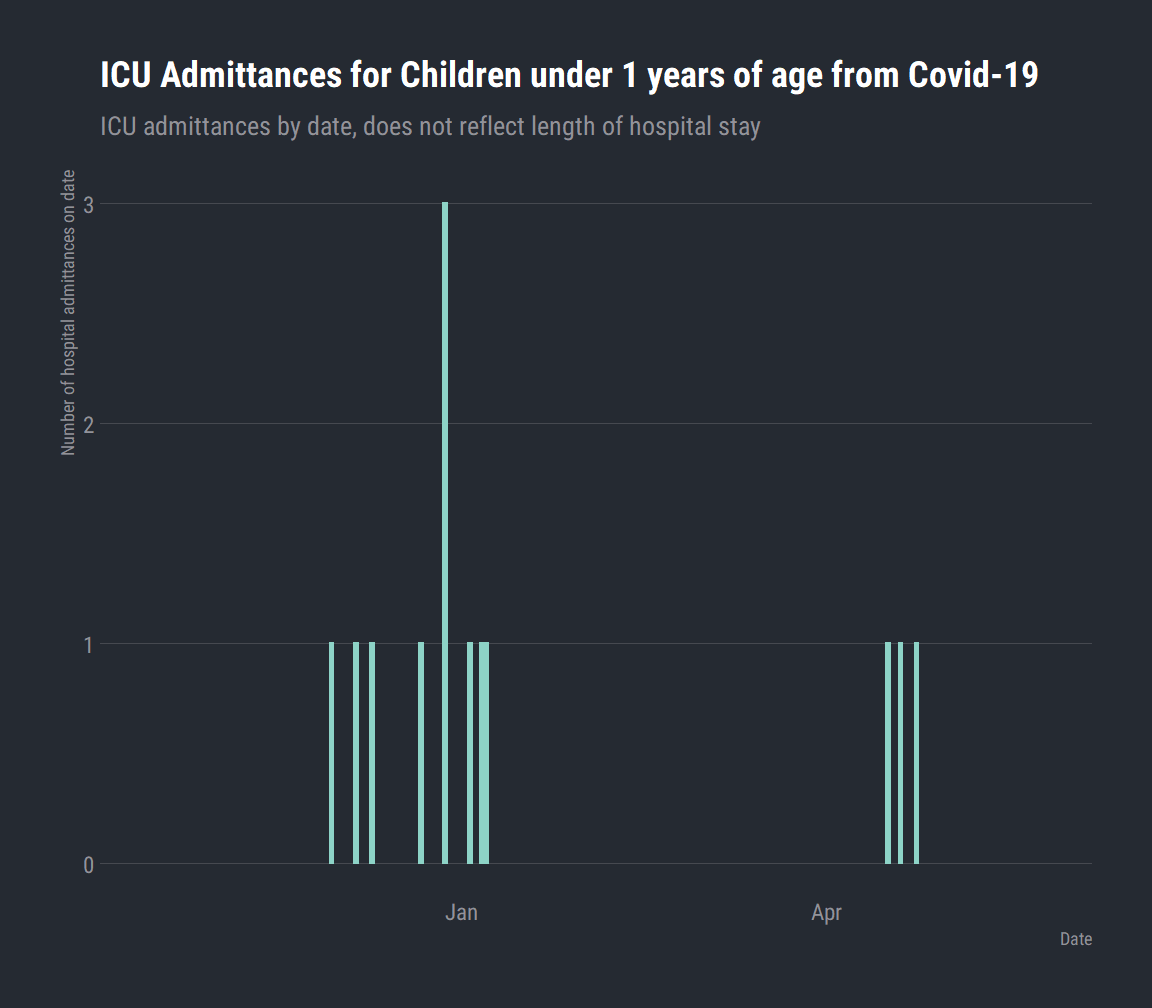 ICU Admittances for Children under 1 years of age from Covid-19
ICU admittances by date, does not reflect length of hospital stay
Number of hospital admittances on date
3
2
1
0
Jan
Apr
Date